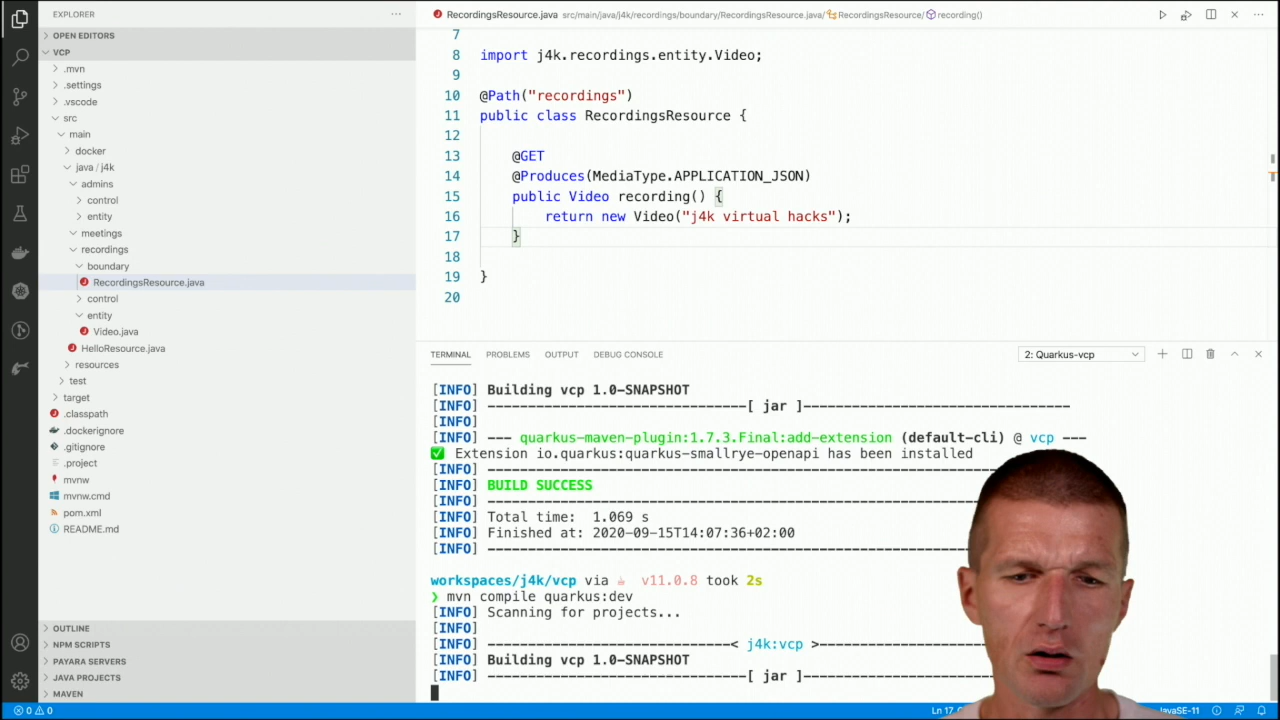 EXPLORER
OPEN EDITORS
VCP
.mvn
.settings
.vscode
src
main
docker
java / j4k
admins
control
entity
meetings
recordings
boundary
RecordingsResource.java
control
entity
Video.java
HelloResource.java
resources
test
target
.classpath
.dockerignore
.gitignore
.project
mvnw
mvnw.cmd
pom.xml
README.md
OUTLINE
NPM SCRIPTS
PAYARA SERVERS
JAVA PROJECTS
MAVEN
RecordingsResource.java src/main/java/j4k/recordings/boundary/RecordingsResource.java/ RecordingsResource/ recording()
7
8 import j4k.recordings.entity.Video;
9
10 @Path("recordings")
11 public class RecordingsResource {
12
13 @GET
14 @Produces(MediaType.APPLICATION_JSON)
15 public Video recording() {
16 return new Video("j4k virtual hacks");
17 }
18
19 }
20
TERMINAL PROBLEMS OUTPUT DEBUG CONSOLE 2: Quarkus-vcp
[INFO] Building vcp 1.0-SNAPSHOT
[INFO] --------------------------------[ jar ]---------------------------------
[INFO]
[INFO] --- quarkus-maven-plugin:1.7.3.Final:add-extension (default-cli) @ vcp ---
✅ Extension io.quarkus:quarkus-smallrye-openapi has been installed
[INFO] ------------------------------------------------------------------------
[INFO] BUILD SUCCESS
[INFO] ------------------------------------------------------------------------
[INFO] Total time: 1.069 s
[INFO] Finished at: 2020-09-15T14:07:36+02:00
[INFO] ------------------------------------------------------------------------
workspaces/j4k/vcp via ☕ v11.0.8 took 2s
❯ mvn compile quarkus:dev
[INFO] Scanning for projects...
[INFO]
[INFO] ------------------------------< j4k:vcp >-------------------------------
[INFO] Building vcp 1.0-SNAPSHOT
[INFO] --------------------------------[ jar ]---------------------------------
0 0 Ln 17 JavaSE-11